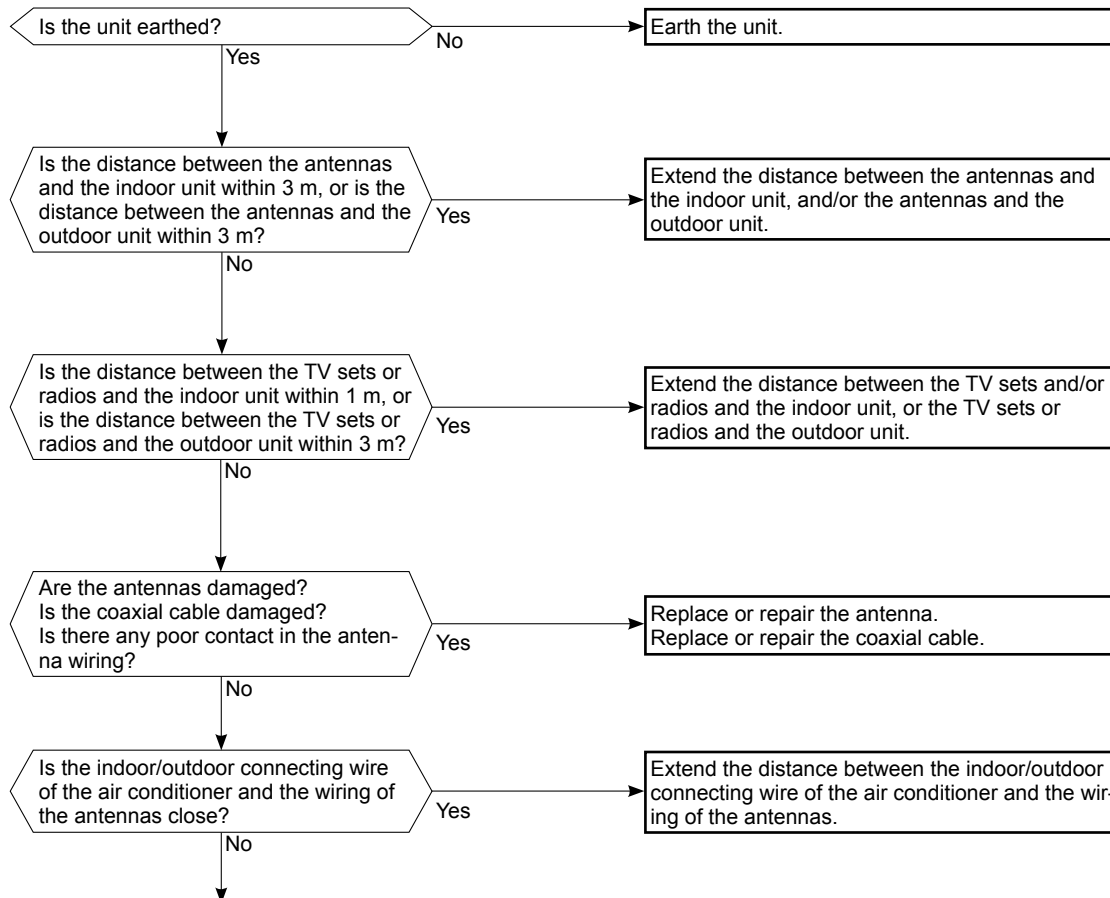 Is the unit earthed?
No
Earth the unit.
Yes
Is the distance between the antennas
and the indoor unit within 3 m, or is the
distance between the antennas and the
outdoor unit within 3 m?
Yes
Extend the distance between the antennas and
the indoor unit, and/or the antennas and the
outdoor unit.
No
Is the distance between the TV sets or
radios and the indoor unit within 1 m, or
is the distance between the TV sets or
radios and the outdoor unit within 3 m?
Yes
Extend the distance between the TV sets and/or
radios and the indoor unit, or the TV sets or
radios and the outdoor unit.
No
Are the antennas damaged?
Is the coaxial cable damaged?
Is there any poor contact in the anten-
na wiring?
Yes
Replace or repair the antenna.
Replace or repair the coaxial cable.
No
Is the indoor/outdoor connecting wire
of the air conditioner and the wiring of
the antennas close?
Yes
Extend the distance between the indoor/outdoor
connecting wire of the air conditioner and the wir-
ing of the antennas.
No